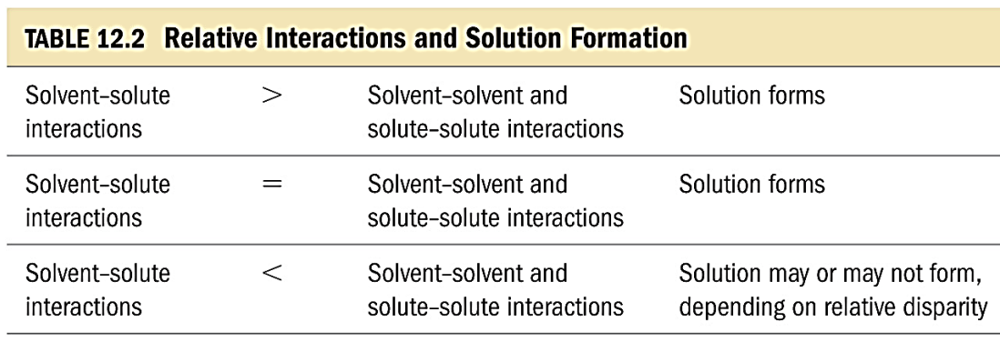 TABLE 12.2 Relative Interactions and Solution Formation
Solvent–solute > Solvent–solvent and Solution forms
interactions solute–solute interactions
Solvent–solute = Solvent–solvent and Solution forms
interactions solute–solute interactions
Solvent–solute < Solvent–solvent and Solution may or may not form,
interactions solute–solute interactions depending on relative disparity